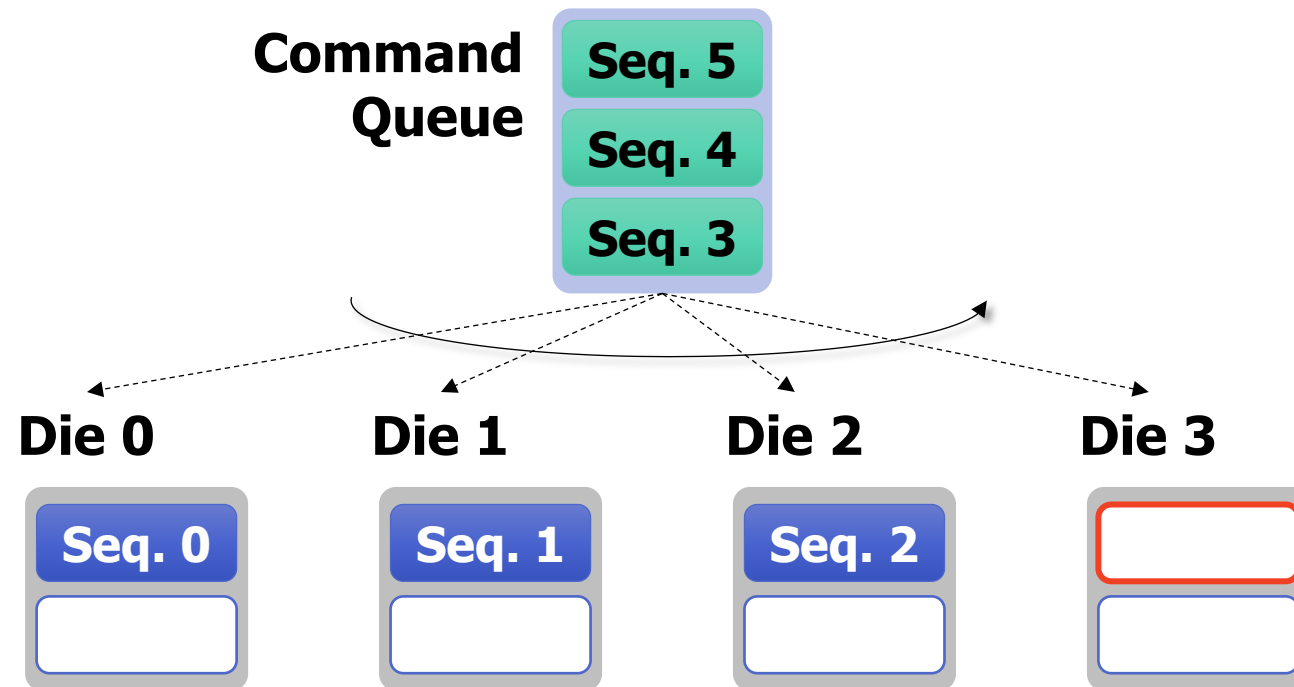 Command
Queue
Seq. 5
Seq. 4
Seq. 3
Die 0
Die 1
Die 2
Die 3
Seq. 0
Seq. 1
Seq. 2